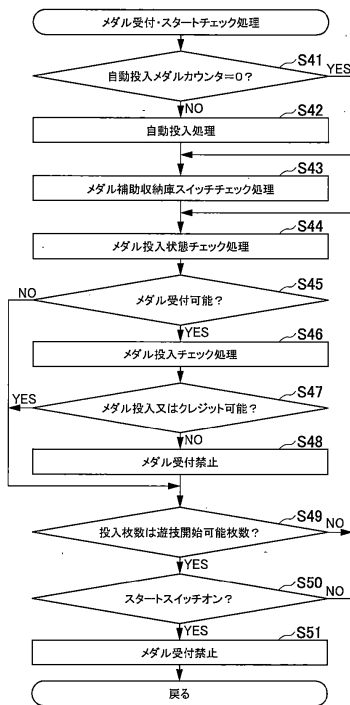 メダル受付・スタートチェック処理
S41
自動投入メダルカウンタ=0?
YES
NO
S42
自動投入処理
S43
メダル補助収納庫スイッチチェック処理
S44
メダル投入状態チェック処理
S45
NO
メダル受付可能?
YES
S46
メダル投入チェック処理
S47
YES
メダル投入又はクレジット可能?
NO
S48
メダル受付禁止
S49
投入枚数は遊技開始可能枚数?
NO
YES
S50
スタートスイッチオン?
NO
YES
S51
メダル受付禁止
戻る